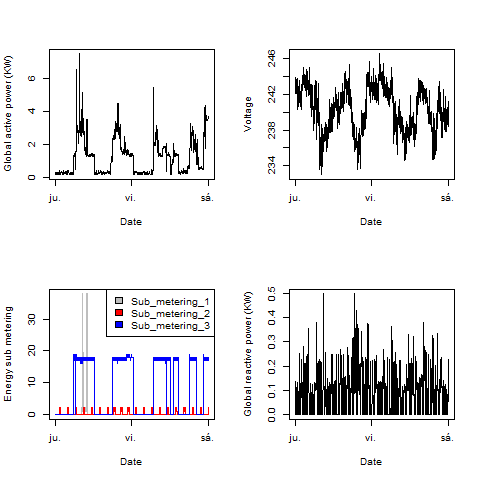 Global active power (KW)
0 2 4 6
ju. vi. sá.
Date
Voltage
234 238 242 246
ju. vi. sá.
Date
Energy sub metering
0 10 20 30
Sub_metering_1
Sub_metering_2
Sub_metering_3
ju. vi. sá.
Date
Global reactive power (KW)
0.0 0.1 0.2 0.3 0.4 0.5
ju. vi. sá.
Date